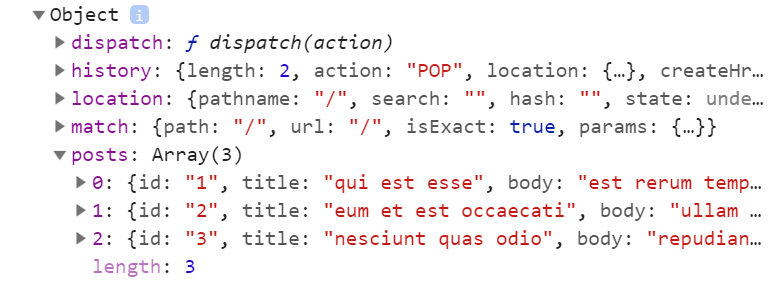 Object i
dispatch: ƒ dispatch(action)
history: {length: 2, action: "POP", location: {…}, createHr…
location: {pathname: "/", search: "", hash: "", state: unde…
match: {path: "/", url: "/", isExact: true, params: {…}}
posts: Array(3)
0: {id: "1", title: "qui est esse", body: "est rerum temp…
1: {id: "2", title: "eum et est occaecati", body: "ullam …
2: {id: "3", title: "nesciunt quas odio", body: "repudian…
length: 3